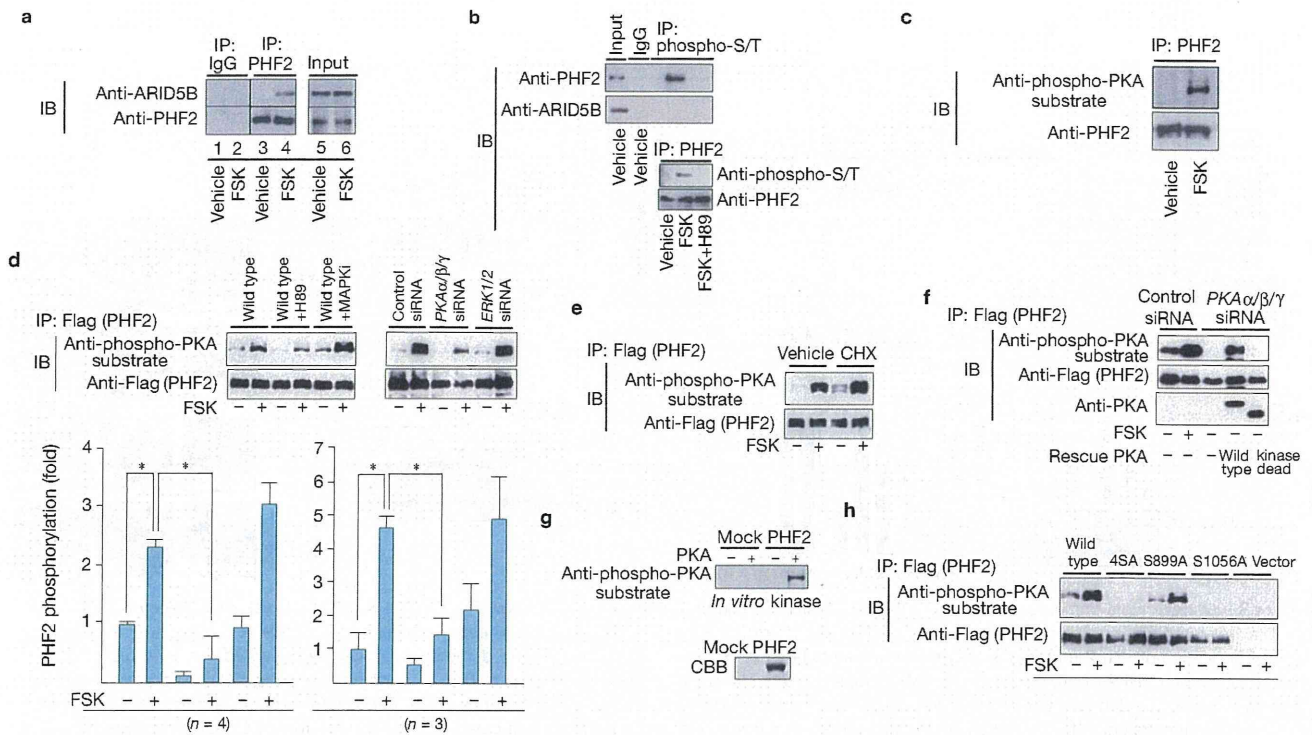 a
IP: IP:
IgG PHF2 Input
Anti-ARID5B
IB
Anti-PHF2
1 2 3 4 5 6
Vehicle FSK Vehicle FSK Vehicle FSK
b
Input IgG IP: phospho-S/T
Anti-PHF2
Anti-ARID5B
IB
Vehicle Vehicle
IP: PHF2
Anti-phospho-S/T
Anti-PHF2
Vehicle FSK FSK+H89
c
IP: PHF2
Anti-phospho-PKA
substrate
IB
Anti-PHF2
Vehicle FSK
d
Wild type Wild type +H89 Wild type +MAPKi Control siRNA PKAα/β/γ siRNA ERK1/2 siRNA
IP: Flag (PHF2)
Anti-phospho-PKA
substrate
IB
Anti-Flag (PHF2)
FSK − + − + − + − + − + − +
PHF2 phosphorylation (fold)
4
3
2
1
* *
7
6
5
4
3
2
1
* *
FSK − + − + − + − + − + − +
(n = 4) (n = 3)
e
IP: Flag (PHF2)
Vehicle CHX
Anti-phospho-PKA
substrate
IB
Anti-Flag (PHF2)
FSK − + − +
f
Control PKAα/β/γ
siRNA siRNA
IP: Flag (PHF2)
Anti-phospho-PKA
substrate
IB
Anti-Flag (PHF2)
Anti-PKA
FSK − + − − −
Rescue PKA − − − Wild kinase
type dead
g
Mock PHF2
PKA − + − +
Anti-phospho-PKA
substrate
In vitro kinase
Mock PHF2
CBB
h
IP: Flag (PHF2)
Wild
type 4SA S899A S1056A Vector
Anti-phospho-PKA
substrate
IB
Anti-Flag (PHF2)
FSK − + − + − + − + − +